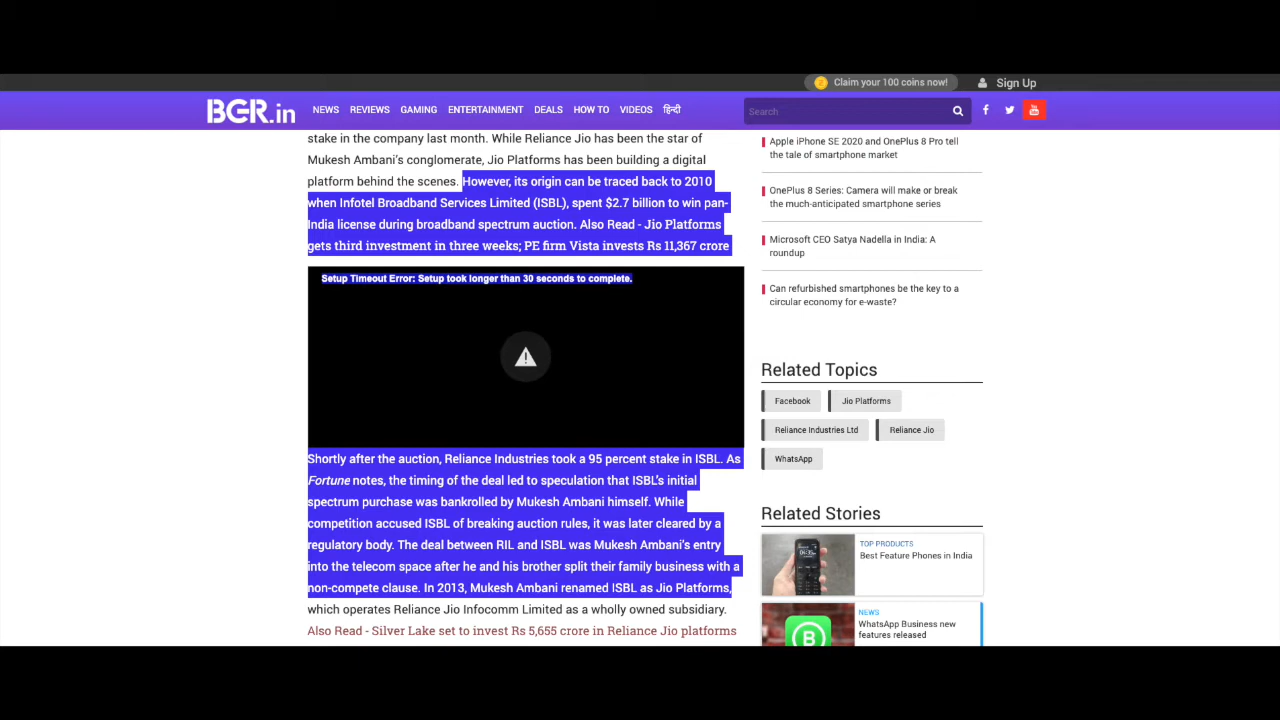 Claim your 100 coins now!
Sign Up
BGR.in
NEWS
REVIEWS
GAMING
ENTERTAINMENT
DEALS
HOW TO
VIDEOS
हिन्दी
Search
You
Tube
stake in the company last month. While Reliance Jio has been the star of
Mukesh Ambani's conglomerate, Jio Platforms has been building a digital
platform behind the scenes. However, its origin can be traced back to 2010
when Infotel Broadband Services Limited (ISBL), spent $2.7 billion to win pan-
India license during broadband spectrum auction. Also Read - Jio Platforms
gets third investment in three weeks; PE firm Vista invests Rs 11,367 crore
Setup Timeout Error: Setup took longer than 30 seconds to complete.
Shortly after the auction, Reliance Industries took a 95 percent stake in ISBL. As
Fortune notes, the timing of the deal led to speculation that ISBL's initial
spectrum purchase was bankrolled by Mukesh Ambani himself. While
competition accused ISBL of breaking auction rules, it was later cleared by a
regulatory body. The deal between RIL and ISBL was Mukesh Ambani's entry
into the telecom space after he and his brother split their family business with a
non-compete clause. In 2013, Mukesh Ambani renamed ISBL as Jio Platforms,
which operates Reliance Jio Infocomm Limited as a wholly owned subsidiary.
Also Read - Silver Lake set to invest Rs 5,655 crore in Reliance Jio platforms
Apple iPhone SE 2020 and OnePlus 8 Pro tell
the tale of smartphone market
OnePlus 8 Series: Camera will make or break
the much-anticipated smartphone series
Microsoft CEO Satya Nadella in India: A
roundup
Can refurbished smartphones be the key to a
circular economy for e-waste?
Related Topics
Facebook
Jio Platforms
Reliance Industries Ltd
Reliance Jio
WhatsApp
Related Stories
TOP PRODUCTS
Best Feature Phones in India
NEWS
WhatsApp Business new
features released